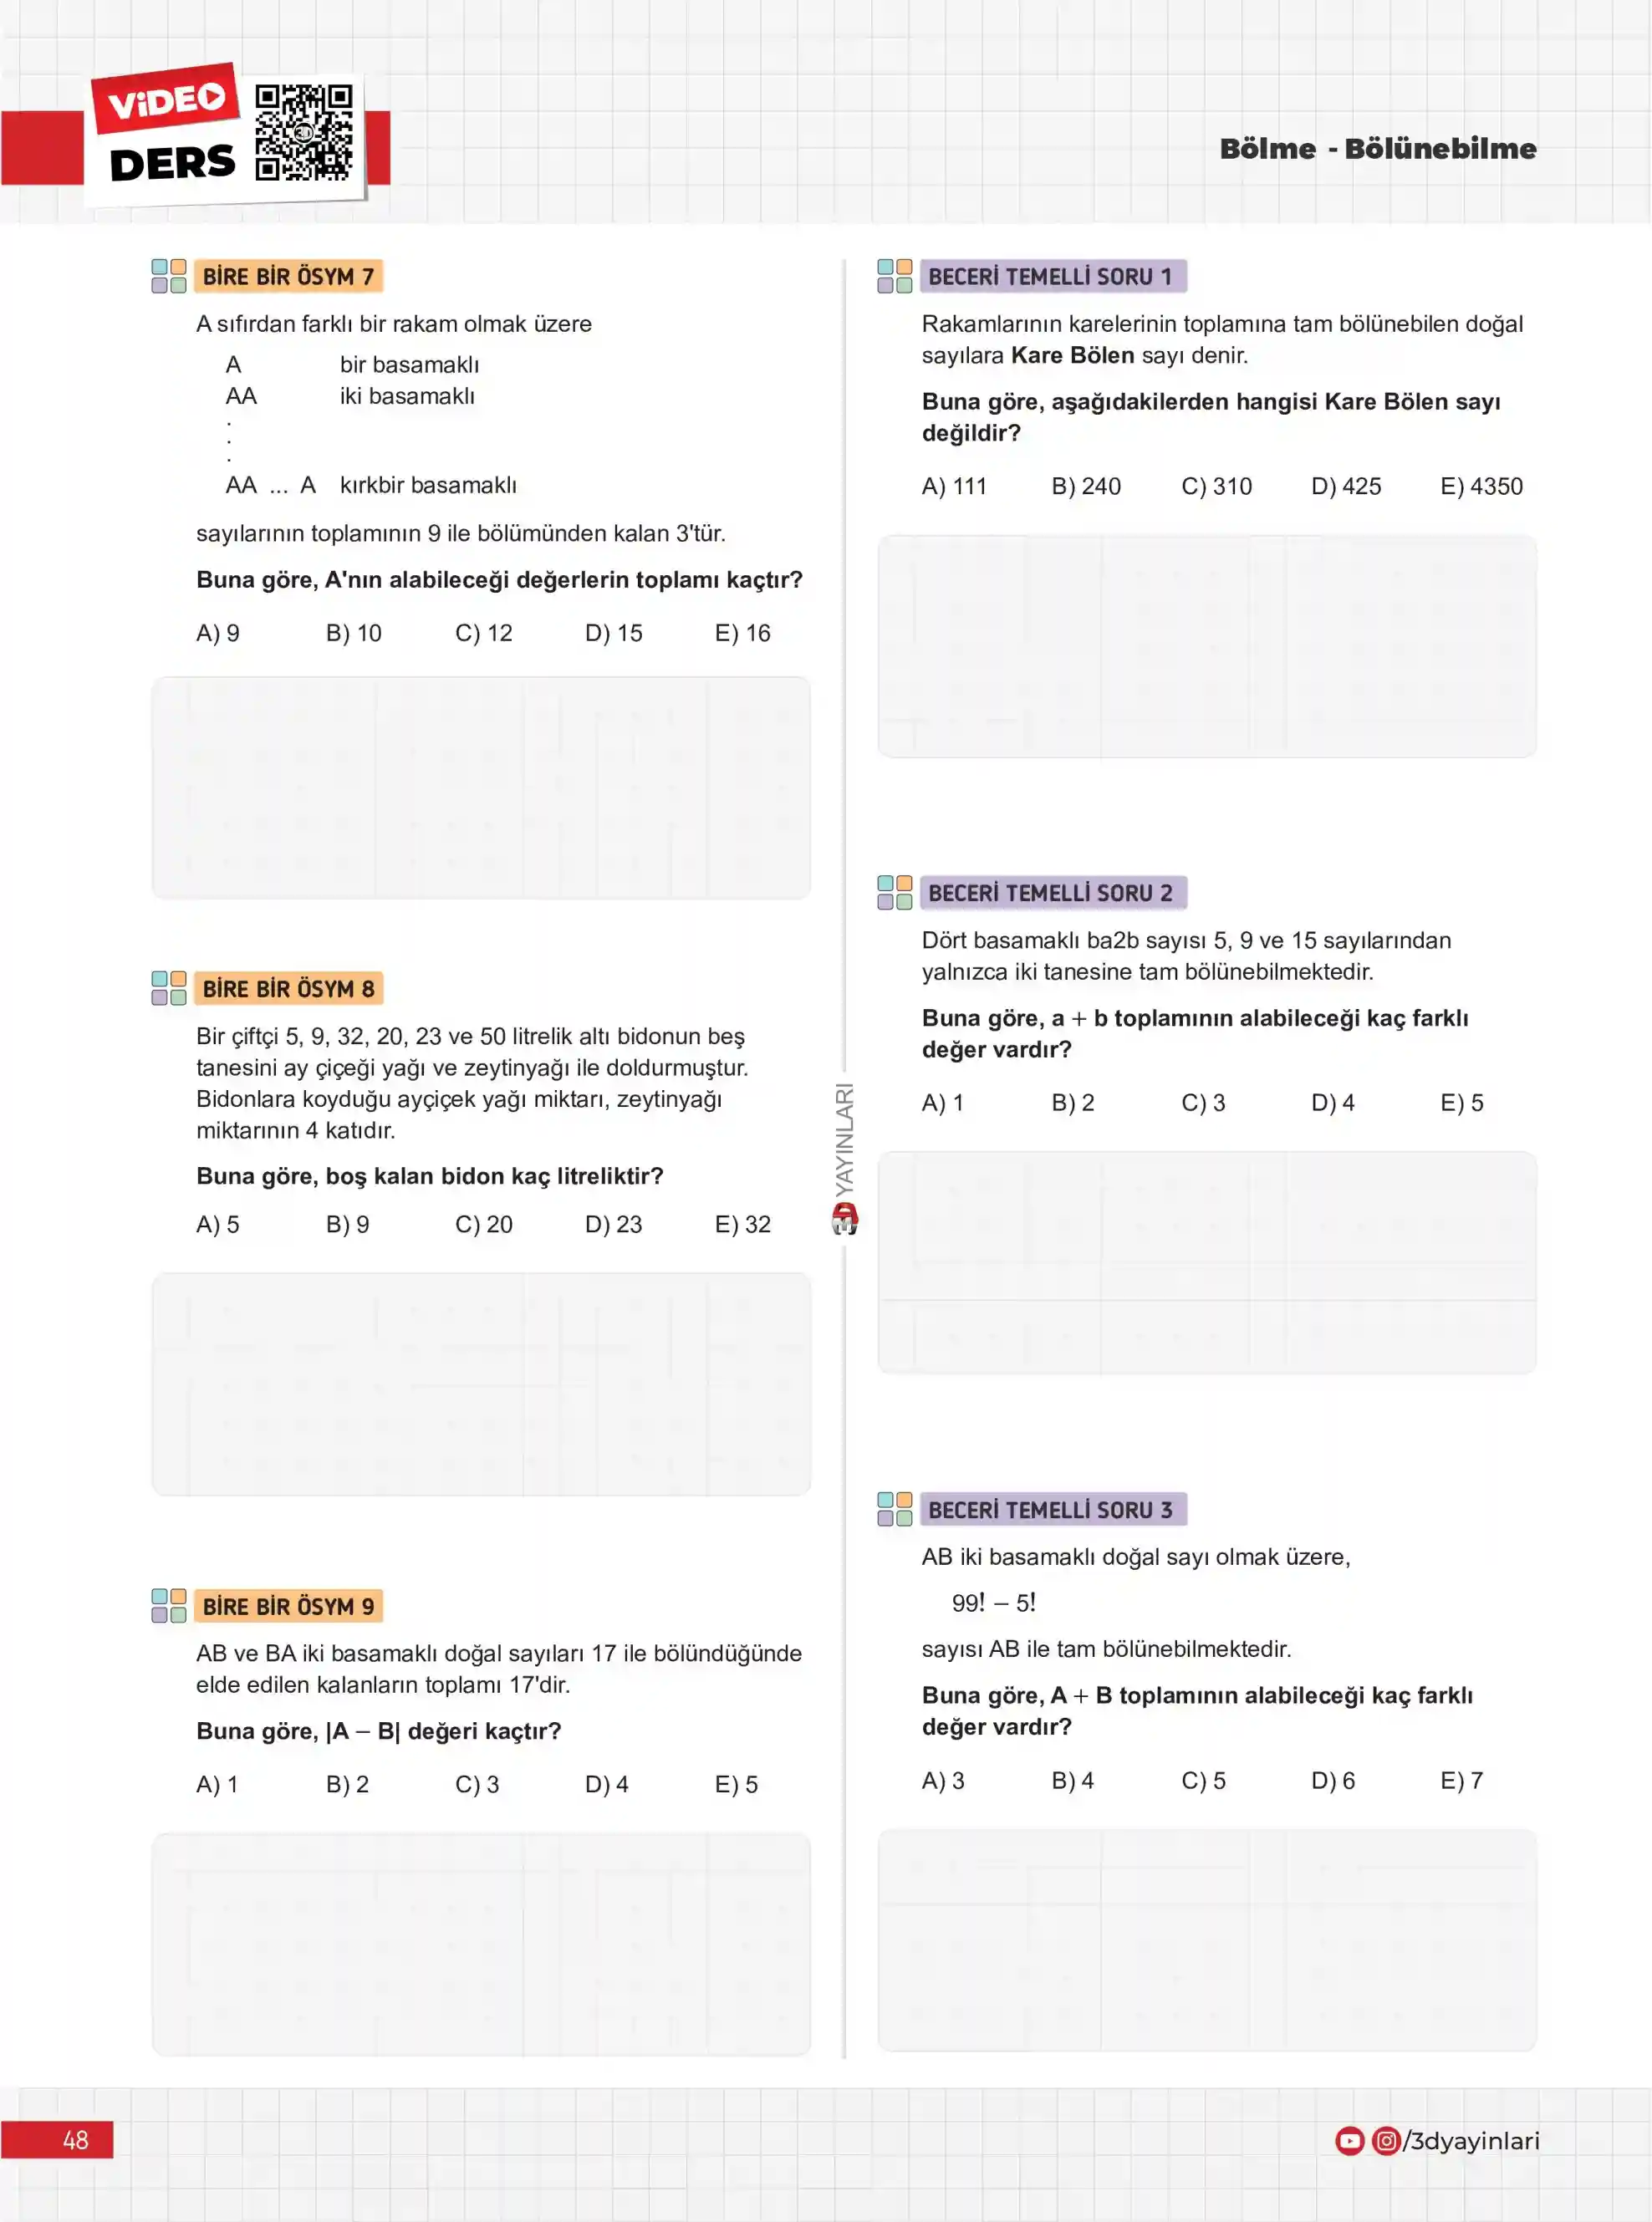 ViDEO
DERS
Bölme - Bölünebilme
BİRE BİR ÖSYM 7
A sıfırdan farklı bir rakam olmak üzere
A bir basamaklı
AA iki basamaklı
.
.
.
AA ... A kırkbir basamaklı
sayılarının toplamının 9 ile bölümünden kalan 3'tür.
Buna göre, A'nın alabileceği değerlerin toplamı kaçtır?
A) 9 B) 10 C) 12 D) 15 E) 16
BİRE BİR ÖSYM 8
Bir çiftçi 5, 9, 32, 20, 23 ve 50 litrelik altı bidonun beş
tanesini ay çiçeği yağı ve zeytinyağı ile doldurmuştur.
Bidonlara koyduğu ayçiçek yağı miktarı, zeytinyağı
miktarının 4 katıdır.
Buna göre, boş kalan bidon kaç litreliktir?
A) 5 B) 9 C) 20 D) 23 E) 32
BİRE BİR ÖSYM 9
AB ve BA iki basamaklı doğal sayıları 17 ile bölündüğünde
elde edilen kalanların toplamı 17'dir.
Buna göre, |A − B| değeri kaçtır?
A) 1 B) 2 C) 3 D) 4 E) 5
YAYINLARI
BECERİ TEMELLİ SORU 1
Rakamlarının karelerinin toplamına tam bölünebilen doğal
sayılara Kare Bölen sayı denir.
Buna göre, aşağıdakilerden hangisi Kare Bölen sayı
değildir?
A) 111 B) 240 C) 310 D) 425 E) 4350
BECERİ TEMELLİ SORU 2
Dört basamaklı ba2b sayısı 5, 9 ve 15 sayılarından
yalnızca iki tanesine tam bölünebilmektedir.
Buna göre, a + b toplamının alabileceği kaç farklı
değer vardır?
A) 1 B) 2 C) 3 D) 4 E) 5
BECERİ TEMELLİ SORU 3
AB iki basamaklı doğal sayı olmak üzere,
99! − 5!
sayısı AB ile tam bölünebilmektedir.
Buna göre, A + B toplamının alabileceği kaç farklı
değer vardır?
A) 3 B) 4 C) 5 D) 6 E) 7
48
/3dyayinlari